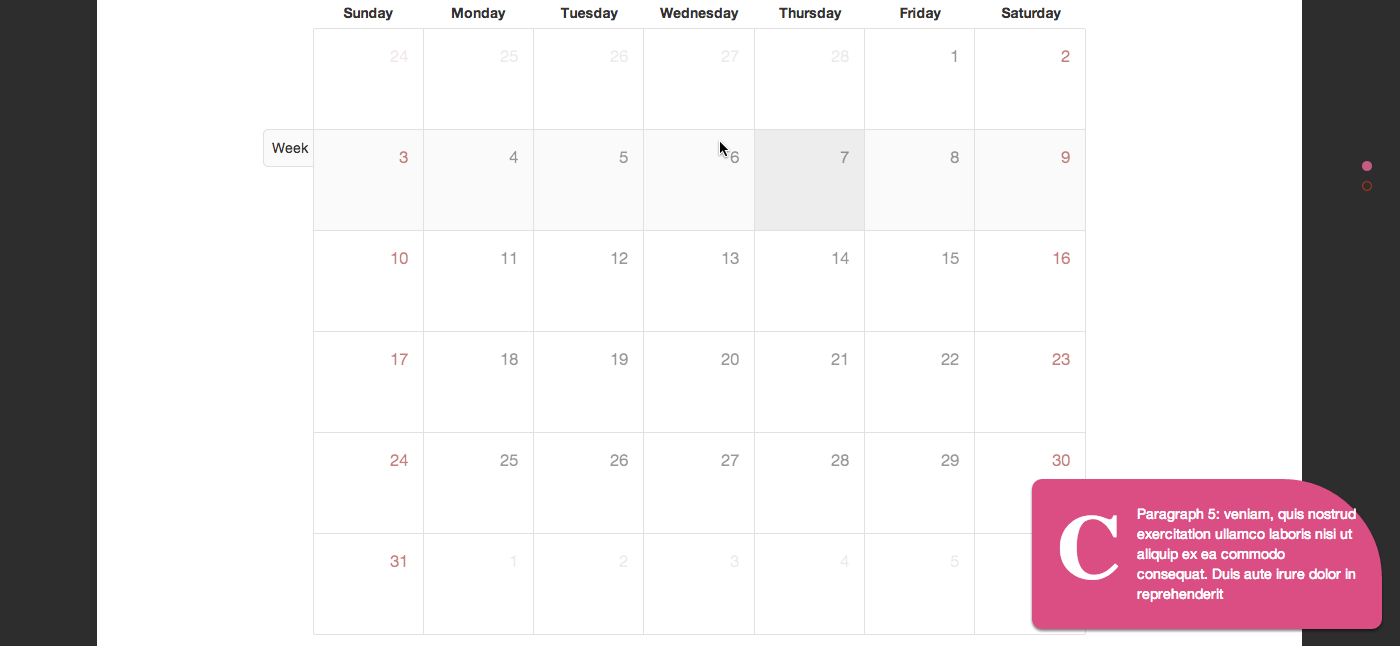 Sunday Monday Tuesday Wednesday Thursday Friday Saturday
24 25 26 27 28 1 2
Week
3 4 5 6 7 8 9
10 11 12 13 14 15 16
17 18 19 20 21 22 23
24 25 26 27 28 29 30
31 1 2 3 4 5
C
Paragraph 5: veniam, quis nostrud
exercitation ullamco laboris nisi ut
aliquip ex ea commodo
consequat. Duis aute irure dolor in
reprehenderit